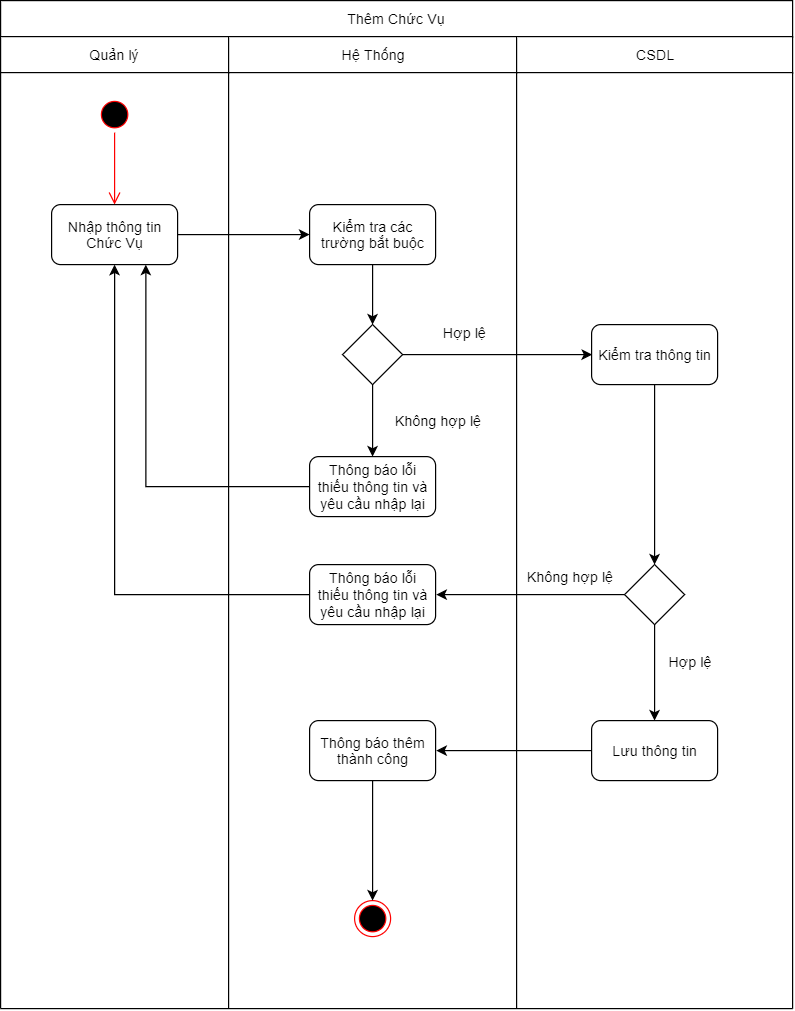 Thêm Chức Vụ
Quản lý
Hệ Thống
CSDL
Nhập thông tin
Chức Vụ
Kiểm tra các
trường bắt buộc
Hợp lệ
Kiểm tra thông tin
Không hợp lệ
Thông báo lỗi
thiếu thông tin và
yêu cầu nhập lại
Không hợp lệ
Thông báo lỗi
thiếu thông tin và
yêu cầu nhập lại
Hợp lệ
Thông báo thêm
thành công
Lưu thông tin